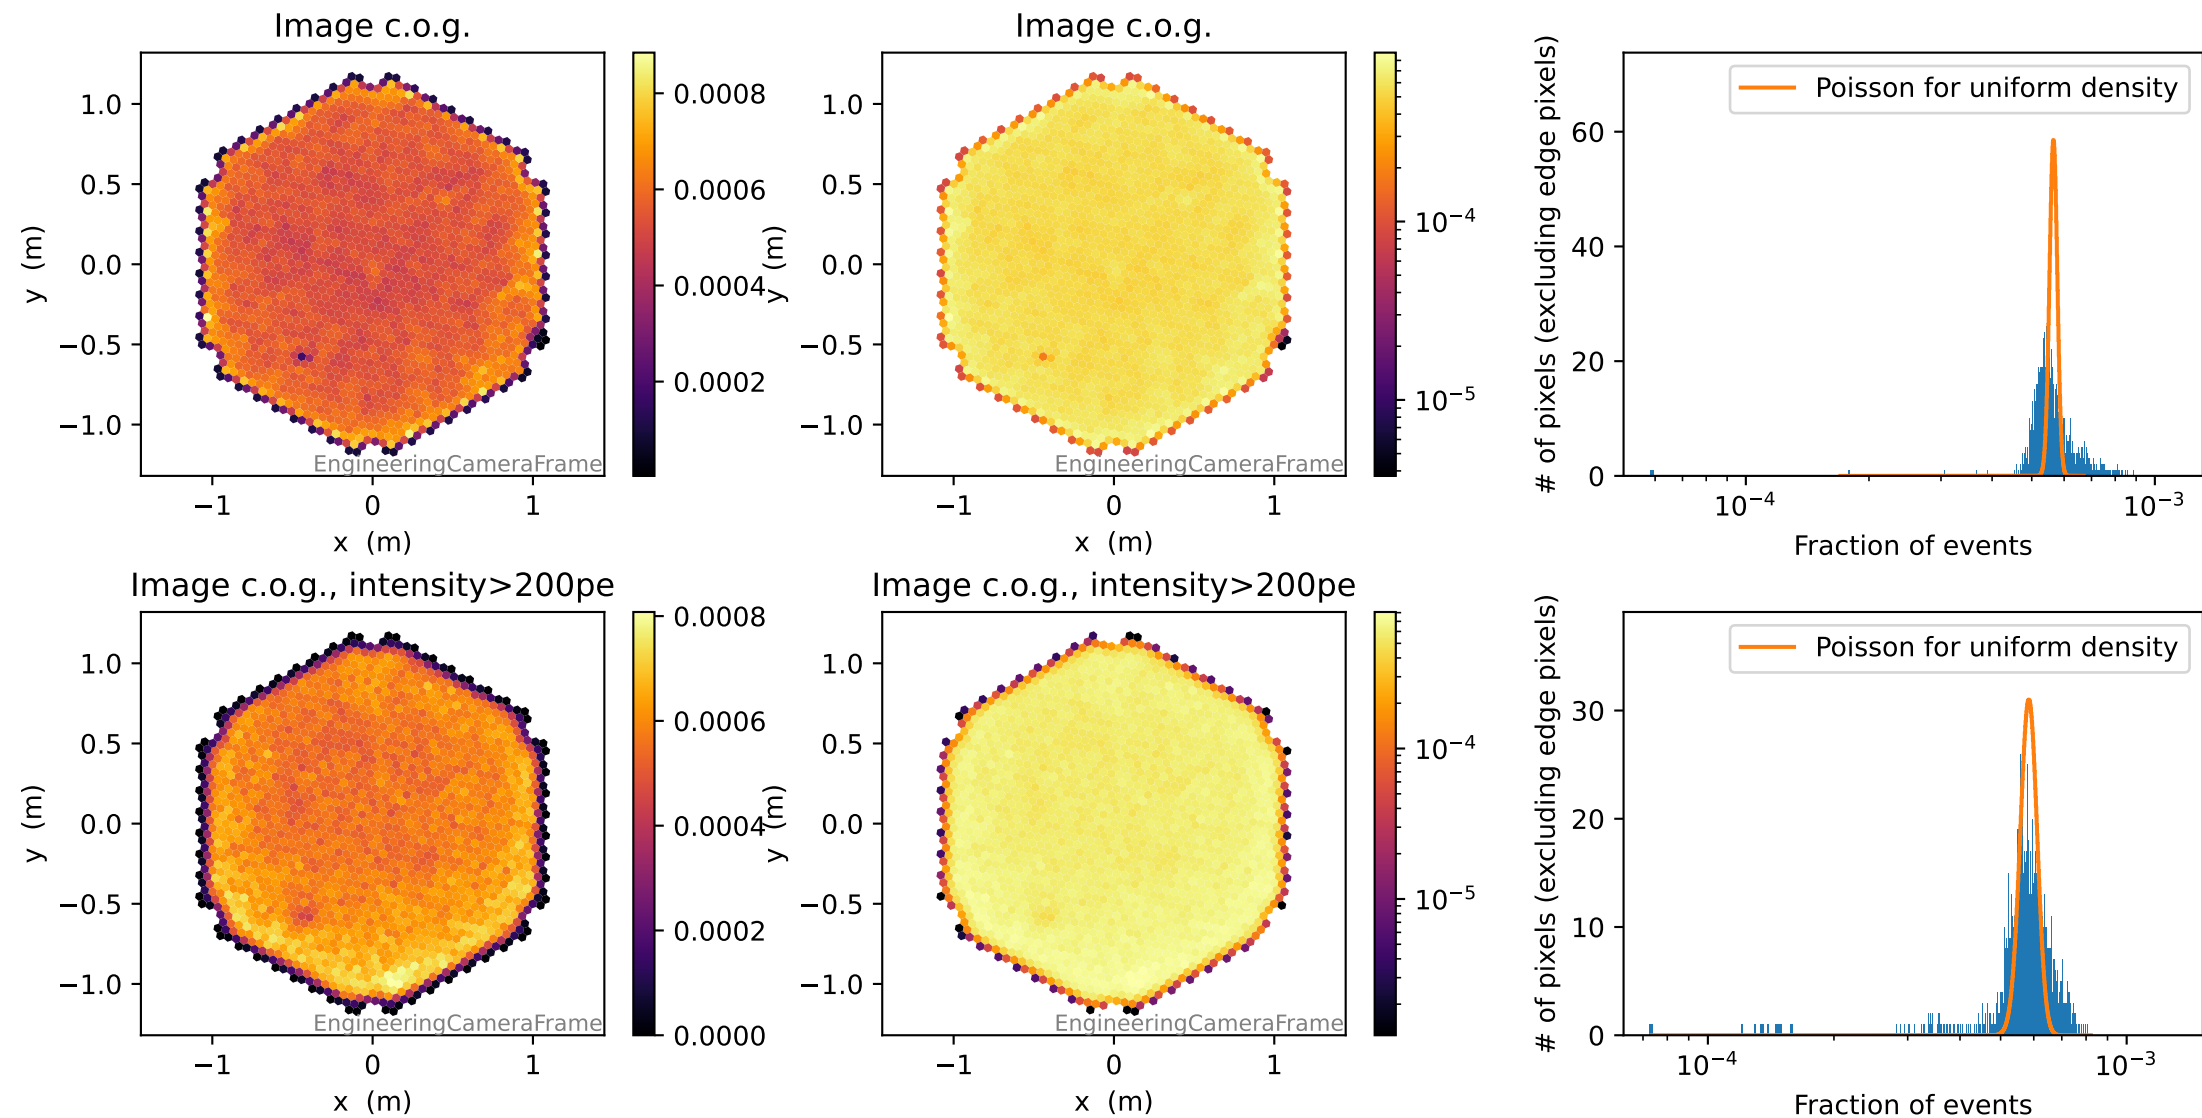 Image c.o.g.
1.0
0.5
0.0
−0.5
−1.0
y (m)
−1
0
1
x (m)
EngineeringCameraFrame
0.0008
0.0006
0.0004
0.0002
Image c.o.g.
1.0
0.5
0.0
−0.5
−1.0
y (m)
−1
0
1
x (m)
EngineeringCameraFrame
10⁻⁴
10⁻⁵
Poisson for uniform density
# of pixels (excluding edge pixels)
60
40
20
0
10⁻⁴
10⁻³
Fraction of events
Image c.o.g., intensity>200pe
1.0
0.5
0.0
−0.5
−1.0
y (m)
−1
0
1
x (m)
EngineeringCameraFrame
0.0008
0.0006
0.0004
0.0002
0.0000
Image c.o.g., intensity>200pe
1.0
0.5
0.0
−0.5
−1.0
y (m)
−1
0
1
x (m)
EngineeringCameraFrame
10⁻⁴
10⁻⁵
Poisson for uniform density
# of pixels (excluding edge pixels)
30
20
10
0
10⁻⁴
10⁻³
Fraction of events